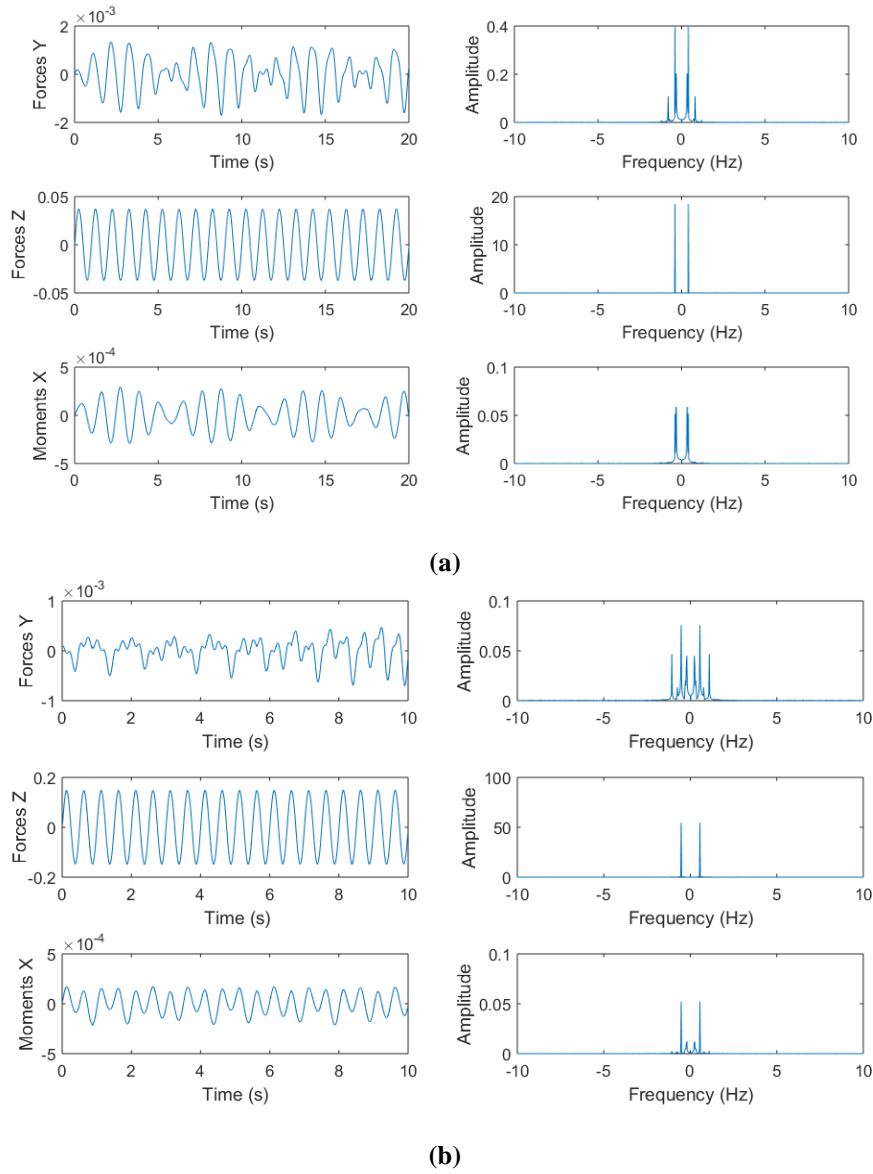 ×10⁻³
2
0
-2
Forces Y
0 5 10 15 20
Time (s)
0.4
0.2
0
Amplitude
-10 -5 0 5 10
Frequency (Hz)
0.05
0
-0.05
Forces Z
0 5 10 15 20
Time (s)
20
10
0
Amplitude
-10 -5 0 5 10
Frequency (Hz)
×10⁻⁴
5
0
-5
Moments X
0 5 10 15 20
Time (s)
0.1
0.05
0
Amplitude
-10 -5 0 5 10
Frequency (Hz)
(a)
×10⁻³
1
0
-1
Forces Y
0 2 4 6 8 10
Time (s)
0.1
0.05
0
Amplitude
-10 -5 0 5 10
Frequency (Hz)
0.2
0
-0.2
Forces Z
0 2 4 6 8 10
Time (s)
100
50
0
Amplitude
-10 -5 0 5 10
Frequency (Hz)
×10⁻⁴
5
0
-5
Moments X
0 2 4 6 8 10
Time (s)
0.1
0.05
0
Amplitude
-10 -5 0 5 10
Frequency (Hz)
(b)